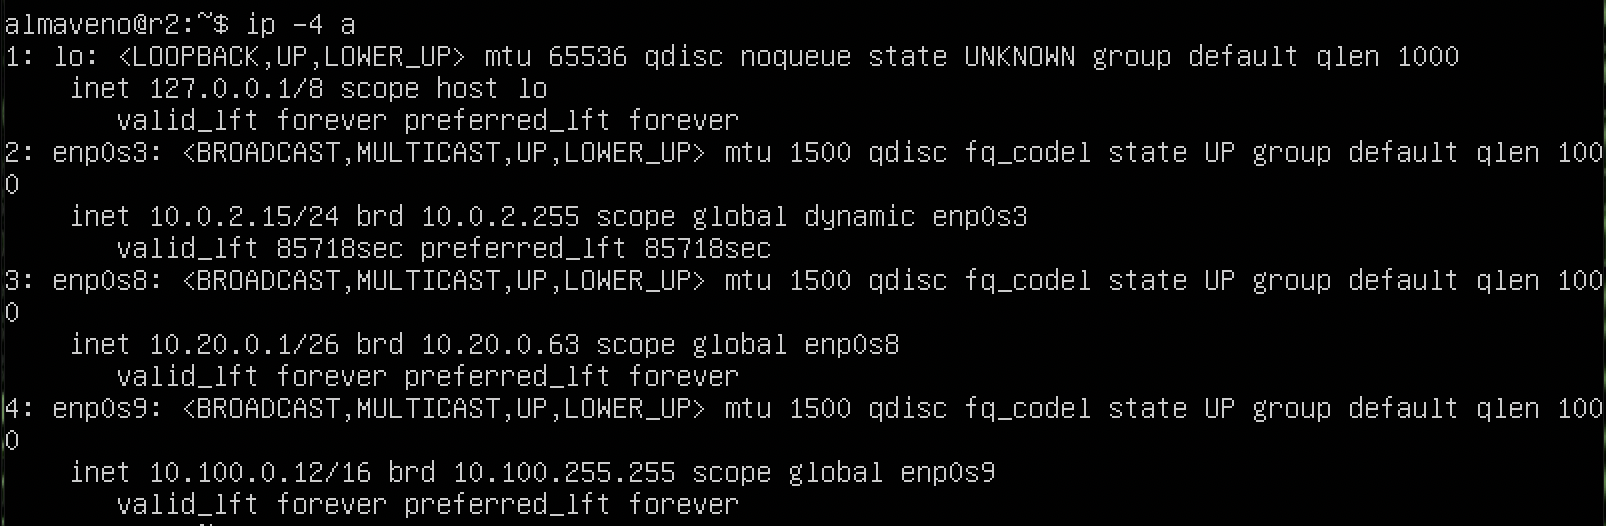 almaveno@r2:~$ ip -4 a
1: lo: <LOOPBACK,UP,LOWER_UP> mtu 65536 qdisc noqueue state UNKNOWN group default qlen 1000
    inet 127.0.0.1/8 scope host lo
       valid_lft forever preferred_lft forever
2: enp0s3: <BROADCAST,MULTICAST,UP,LOWER_UP> mtu 1500 qdisc fq_codel state UP group default qlen 100
0
    inet 10.0.2.15/24 brd 10.0.2.255 scope global dynamic enp0s3
       valid_lft 85718sec preferred_lft 85718sec
3: enp0s8: <BROADCAST,MULTICAST,UP,LOWER_UP> mtu 1500 qdisc fq_codel state UP group default qlen 100
0
    inet 10.20.0.1/26 brd 10.20.0.63 scope global enp0s8
       valid_lft forever preferred_lft forever
4: enp0s9: <BROADCAST,MULTICAST,UP,LOWER_UP> mtu 1500 qdisc fq_codel state UP group default qlen 100
0
    inet 10.100.0.12/16 brd 10.100.255.255 scope global enp0s9
       valid_lft forever preferred_lft forever